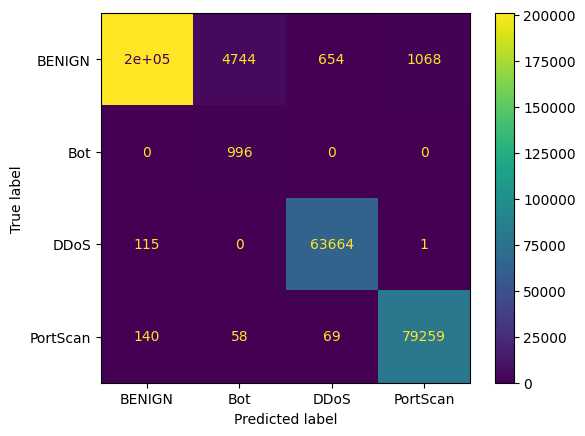 BENIGN 2e+05 4744 654 1068
Bot 0 996 0 0
DDoS 115 0 63664 1
PortScan 140 58 69 79259
BENIGN Bot DDoS PortScan
Predicted label
True label
200000
175000
150000
125000
100000
75000
50000
25000
0